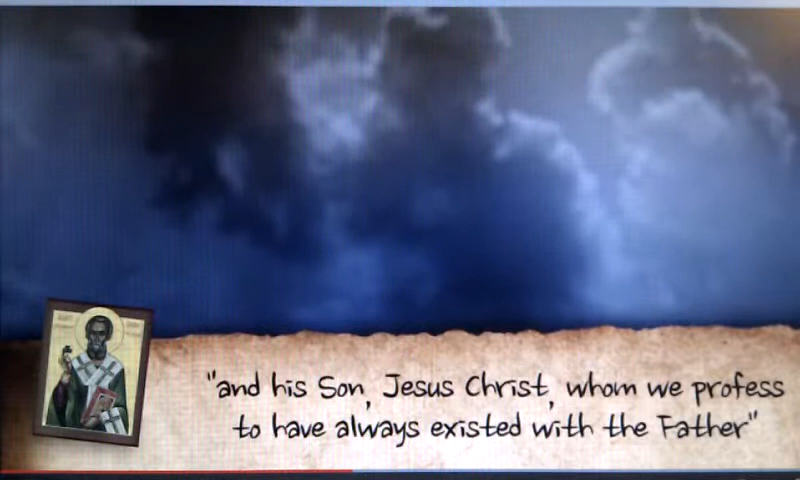 "and his Son, Jesus Christ, whom we profess
to have always existed with the Father"